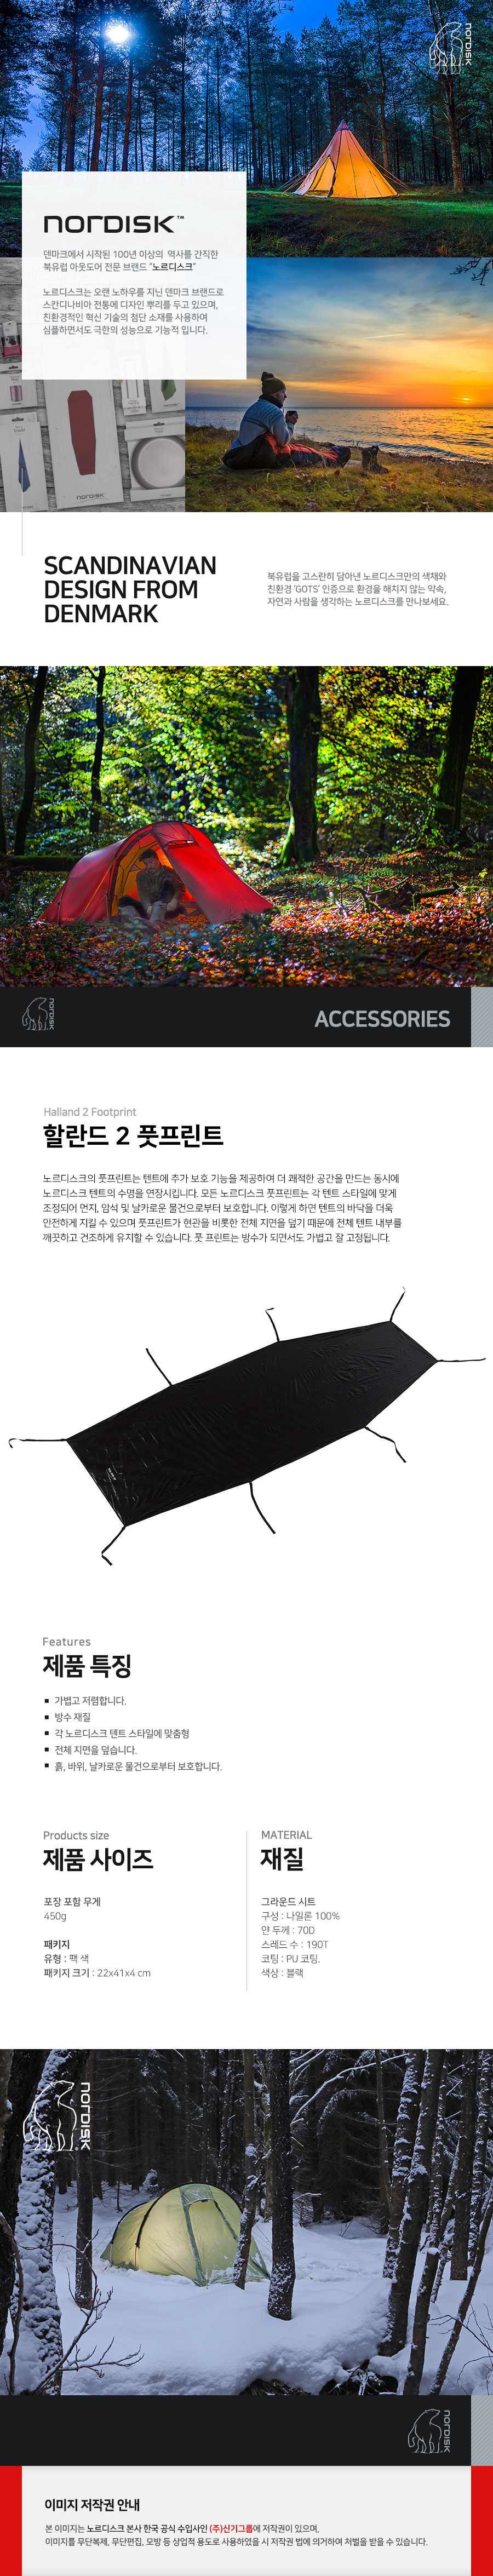 NORDISK
NORDISK™
덴마크에서 시작된 100년 이상의 역사를 간직한
북유럽 아웃도어 전문 브랜드 "노르디스크"
노르디스크는 오랜 노하우를 지닌 덴마크 브랜드로
스칸디나비아 전통에 디자인 뿌리를 두고 있으며,
친환경적인 혁신 기술의 첨단 소재를 사용하여
심플하면서도 극한의 성능으로 기능적 입니다.
NORDISK
SCANDINAVIAN
DESIGN FROM
DENMARK
북유럽을 고스란히 담아낸 노르디스크만의 색채와
친환경 'GOTS' 인증으로 환경을 해치지 않는 약속,
자연과 사람을 생각하는 노르디스크를 만나보세요.
NORDISK
ACCESSORIES
Halland 2 Footprint
할란드 2 풋프린트
노르디스크의 풋프린트는 텐트에 추가 보호 기능을 제공하여 더 쾌적한 공간을 만드는 동시에
노르디스크 텐트의 수명을 연장시킵니다. 모든 노르디스크 풋프린트는 각 텐트 스타일에 맞게
조정되어 먼지, 암석 및 날카로운 물건으로부터 보호합니다. 이렇게 하면 텐트의 바닥을 더욱
안전하게 지킬 수 있으며 풋프린트가 현관을 비롯한 전체 지면을 덮기 때문에 전체 텐트 내부를
깨끗하고 건조하게 유지할 수 있습니다. 풋 프린트는 방수가 되면서도 가볍고 잘 고정됩니다.
Features
제품 특징
■ 가볍고 저렴합니다.
■ 방수 재질
■ 각 노르디스크 텐트 스타일에 맞춤형
■ 전체 지면을 덮습니다.
■ 흙, 바위, 날카로운 물건으로부터 보호합니다.
Products size
제품 사이즈
포장 포함 무게
450g
패키지
유형 : 팩 색
패키지 크기 : 22x41x4 cm
MATERIAL
재질
그라운드 시트
구성 : 나일론 100%
얀 두께 : 70D
스레드 수 : 190T
코팅 : PU 코팅.
색상 : 블랙
NORDISK
NORDISK
이미지 저작권 안내
본 이미지는 노르디스크 본사 한국 공식 수입사인 (주)신기그룹에 저작권이 있으며,
이미지를 무단복제, 무단편집, 모방 등 상업적 용도로 사용하였을 시 저작권 법에 의거하여 처벌을 받을 수 있습니다.